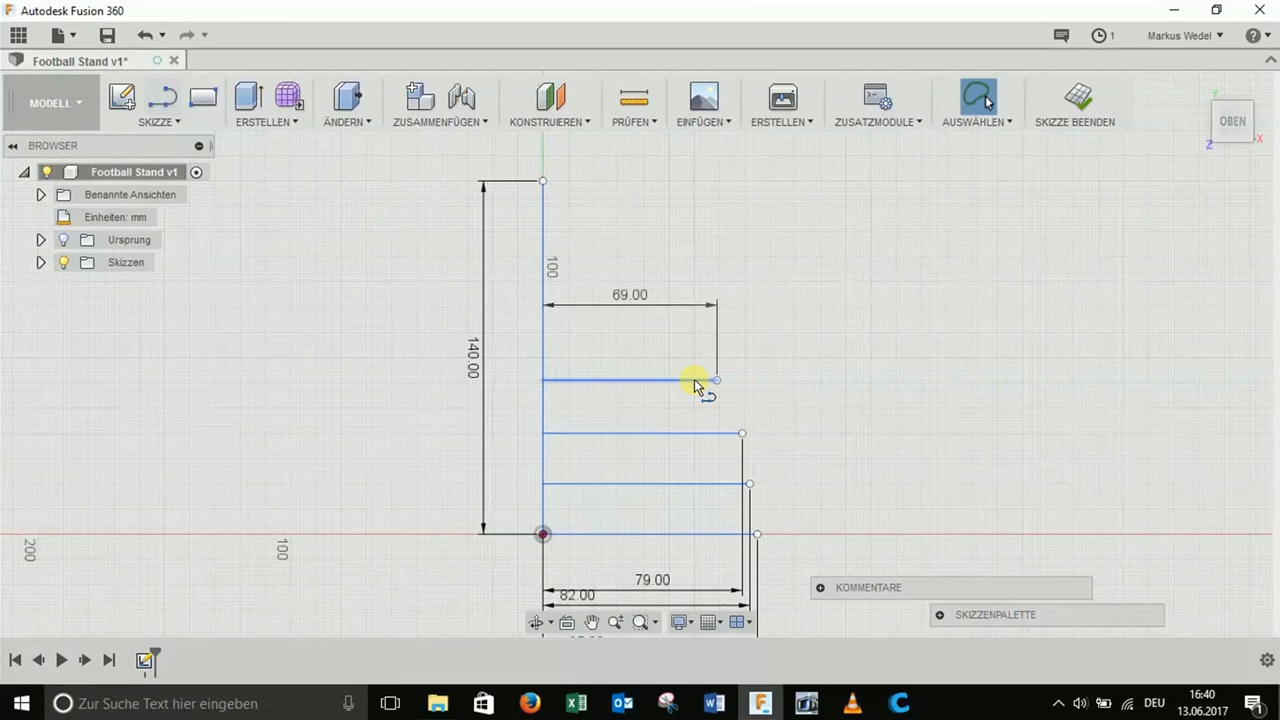 Autodesk Fusion 360
1
Markus Wedel
Football Stand v1*
MODELL
SKIZZE
ERSTELLEN
ÄNDERN
ZUSAMMENFÜGEN
KONSTRUIEREN
PRÜFEN
EINFÜGEN
ERSTELLEN
ZUSATZMODULE
AUSWÄHLEN
SKIZZE BEENDEN
Y
OBEN
Z
X
BROWSER
Football Stand v1
Benannte Ansichten
Einheiten: mm
Ursprung
Skizzen
100
69.00
140.00
200
100
79.00
82.00
KOMMENTARE
SKIZZENPALETTE
Zur Suche Text hier eingeben
DEU
16:40
13.06.2017
1